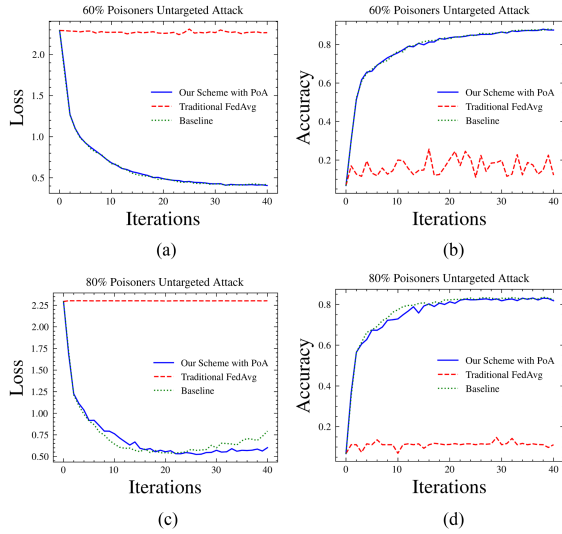 60% Poisoners Untargeted Attack
Loss
2.0
1.5
1.0
0.5
Our Scheme with PoA
Traditional FedAvg
Baseline
0 10 20 30 40
Iterations
(a)
60% Poisoners Untargeted Attack
Accuracy
0.8
0.6
0.4
0.2
Our Scheme with PoA
Traditional FedAvg
Baseline
0 10 20 30 40
Iterations
(b)
80% Poisoners Untargeted Attack
Loss
2.25
2.00
1.75
1.50
1.25
1.00
0.75
0.50
Our Scheme with PoA
Traditional FedAvg
Baseline
0 10 20 30 40
Iterations
(c)
80% Poisoners Untargeted Attack
Accuracy
0.8
0.6
0.4
0.2
Our Scheme with PoA
Traditional FedAvg
Baseline
0 10 20 30 40
Iterations
(d)